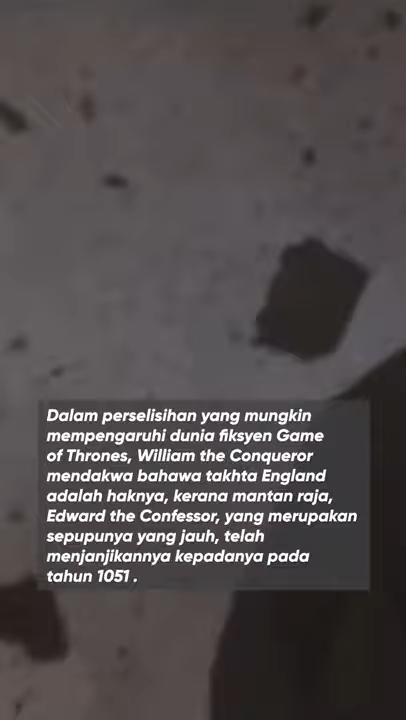 Dalam perselisihan yang mungkin
mempengaruhi dunia fiksyen Game
of Thrones, William the Conqueror
mendakwa bahawa takhta England
adalah haknya, kerana mantan raja,
Edward the Confessor, yang merupakan
sepupunya yang jauh, telah
menjanjikannya kepadanya pada
tahun 1051 .